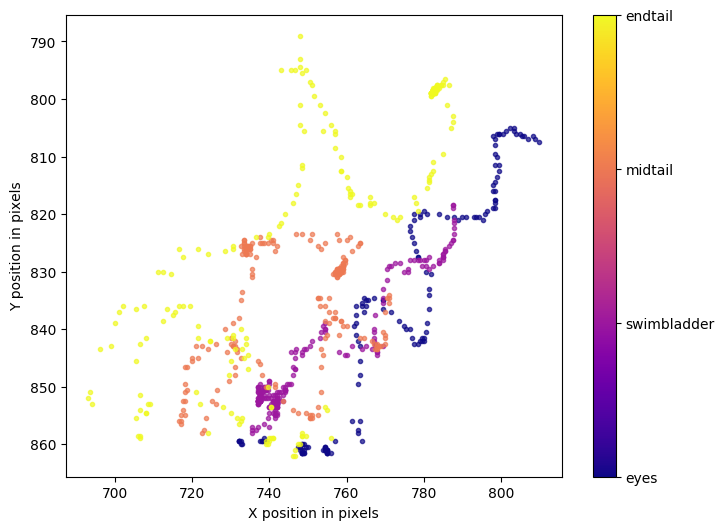 790
800
810
820
830
840
850
860
Y position in pixels
700
720
740
760
780
800
X position in pixels
endtail
midtail
swimbladder
eyes